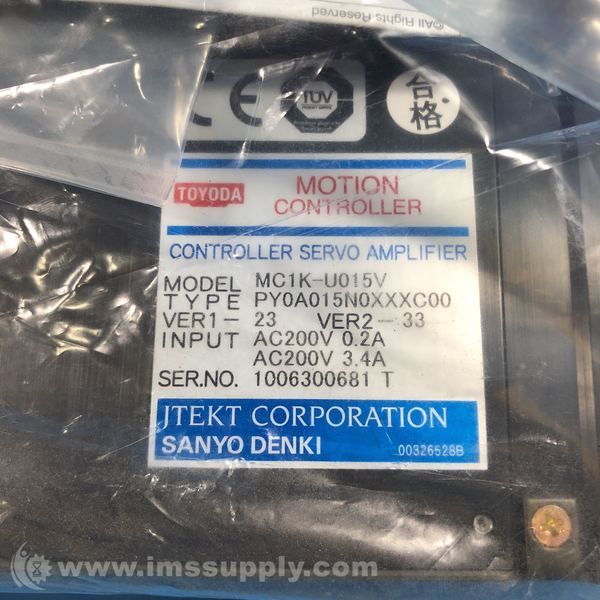 ©All Rights Reserved
CE
TÜV
合格
TOYODA
MOTION
CONTROLLER
CONTROLLER SERVO AMPLIFIER
MODEL MC1K-U015V
TYPE PY0A015N0XXXC00
VER1- 23 VER2- 33
INPUT AC200V 0.2A
AC200V 3.4A
SER.NO. 1006300681 T
JTEKT CORPORATION
SANYO DENKI 00326528B
www.imssupply.com